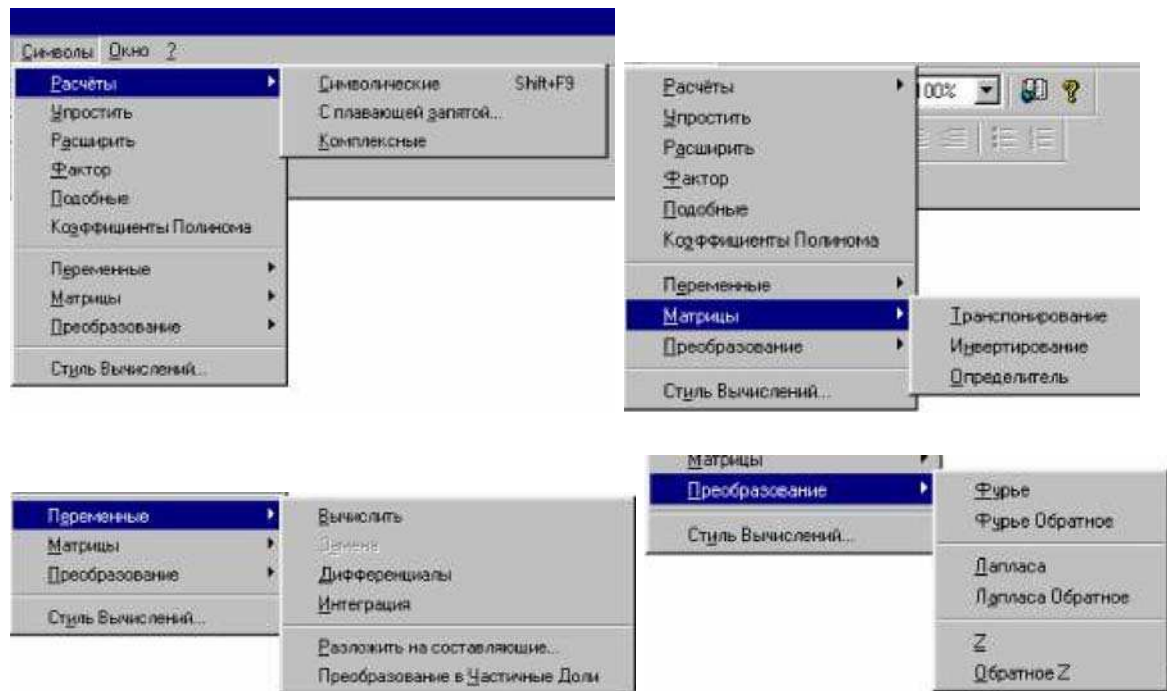 Символы Окно ?
Расчёты
Упростить
Расширить
Фактор
Подобные
Коэффициенты Полинома
Переменные
Матрицы
Преобразование
Стиль Вычислений...
Символические Shift+F9
С плавающей запятой...
Комплексные
Расчёты
Упростить
Расширить
Фактор
Подобные
Коэффициенты Полинома
Переменные
Матрицы
Преобразование
Стиль Вычислений...
100%
Транспонирование
Инвертирование
Определитель
Переменные
Матрицы
Преобразование
Стиль Вычислений...
Вычислить
Замена
Дифференциалы
Интеграция
Разложить на составляющие...
Преобразование в Частичные Доли
Матрицы
Преобразование
Стиль Вычислений...
Фурье
Фурье Обратное
Лапласа
Лапласа Обратное
Z
Обратное Z